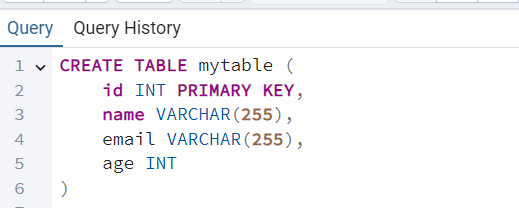 Query Query History
1 CREATE TABLE mytable (
2 id INT PRIMARY KEY,
3 name VARCHAR(255),
4 email VARCHAR(255),
5 age INT
6 )